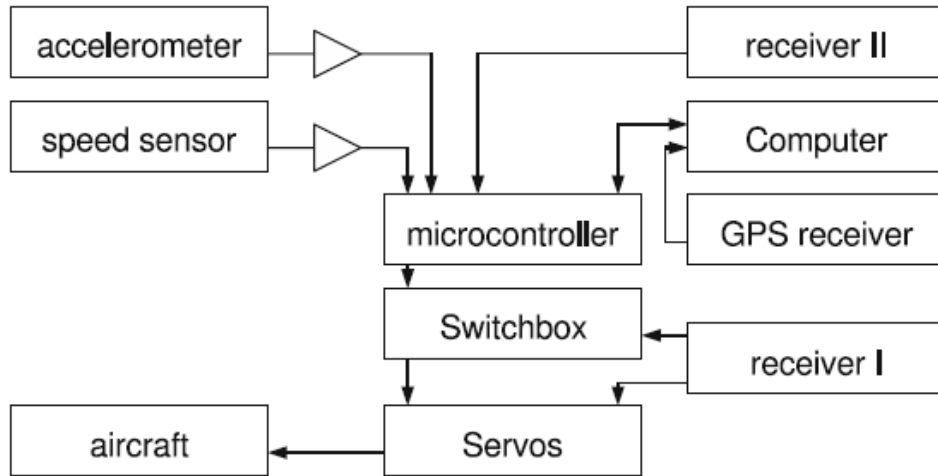 accelerometer
receiver II
speed sensor
Computer
microcontroller
GPS receiver
Switchbox
receiver I
aircraft
Servos